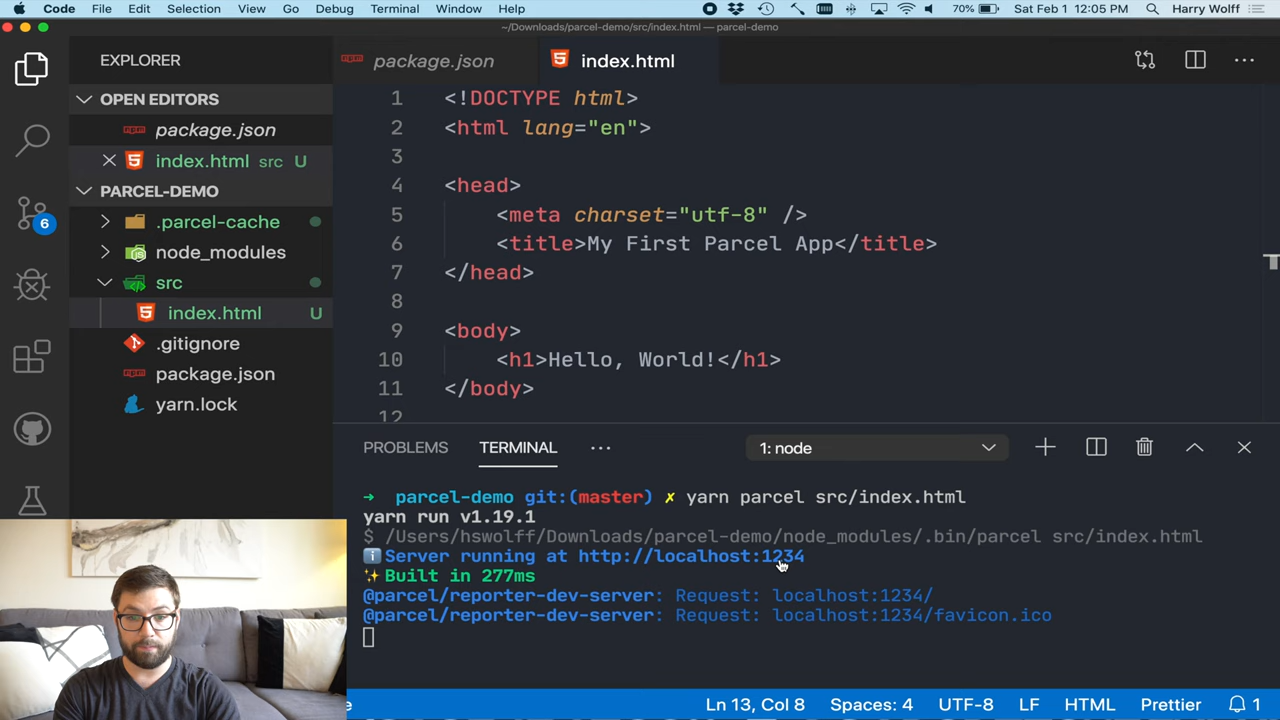 Code File Edit Selection View Go Debug Terminal Window Help 70% Sat Feb 1 12:05 PM Harry Wolff
~/Downloads/parcel-demo/src/index.html — parcel-demo
EXPLORER
OPEN EDITORS
package.json
index.html src U
PARCEL-DEMO
.parcel-cache
node_modules
src
index.html U
.gitignore
package.json
yarn.lock
6
package.json index.html
1 <!DOCTYPE html>
2 <html lang="en">
3
4 <head>
5 <meta charset="utf-8" />
6 <title>My First Parcel App</title>
7 </head>
8
9 <body>
10 <h1>Hello, World!</h1>
11 </body>
12
PROBLEMS TERMINAL ··· 1: node
→ parcel-demo git:(master) ✗ yarn parcel src/index.html
yarn run v1.19.1
$ /Users/hswolff/Downloads/parcel-demo/node_modules/.bin/parcel src/index.html
ℹ️Server running at http://localhost:1234
✨Built in 277ms
@parcel/reporter-dev-server: Request: localhost:1234/
@parcel/reporter-dev-server: Request: localhost:1234/favicon.ico
Ln 13, Col 8 Spaces: 4 UTF-8 LF HTML Prettier 1